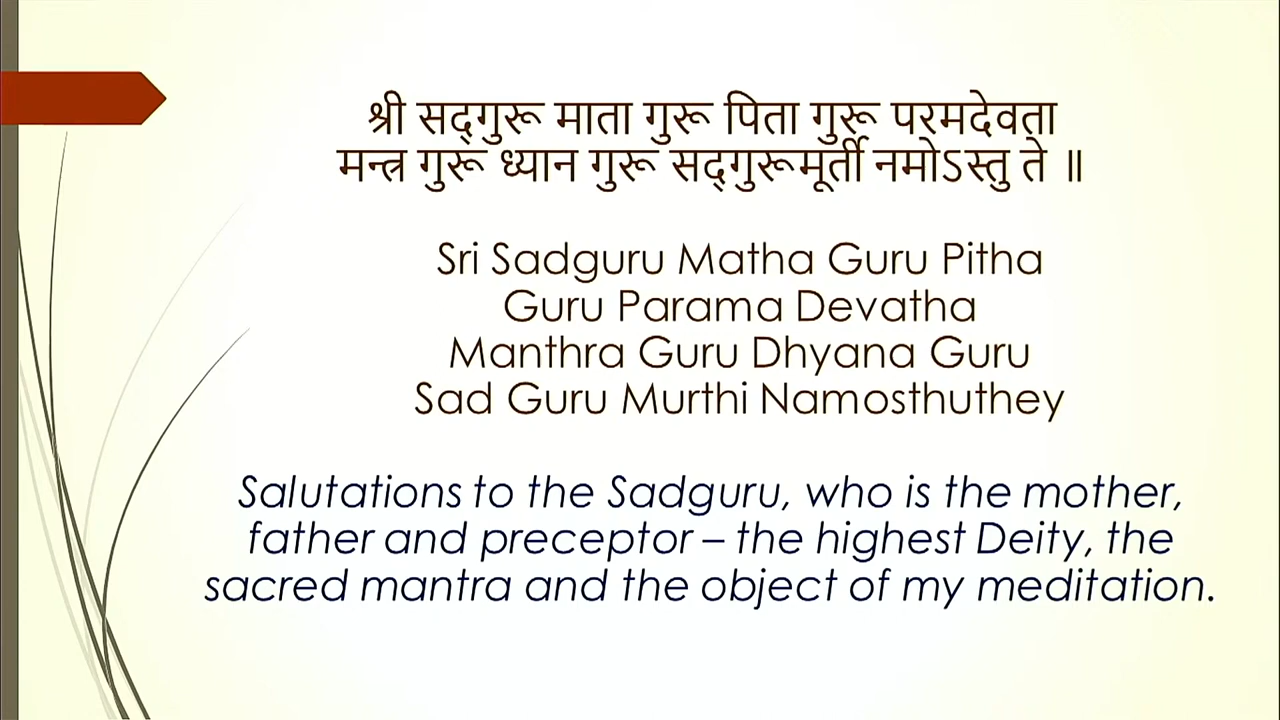 श्री सद्‌गुरू माता गुरू पिता गुरू परमदेवता
मन्त्र गुरू ध्यान गुरू सद्‌गुरूमूर्ती नमोऽस्तु ते ॥
Sri Sadguru Matha Guru Pitha
Guru Parama Devatha
Manthra Guru Dhyana Guru
Sad Guru Murthi Namosthuthey
Salutations to the Sadguru, who is the mother,
father and preceptor – the highest Deity, the
sacred mantra and the object of my meditation.